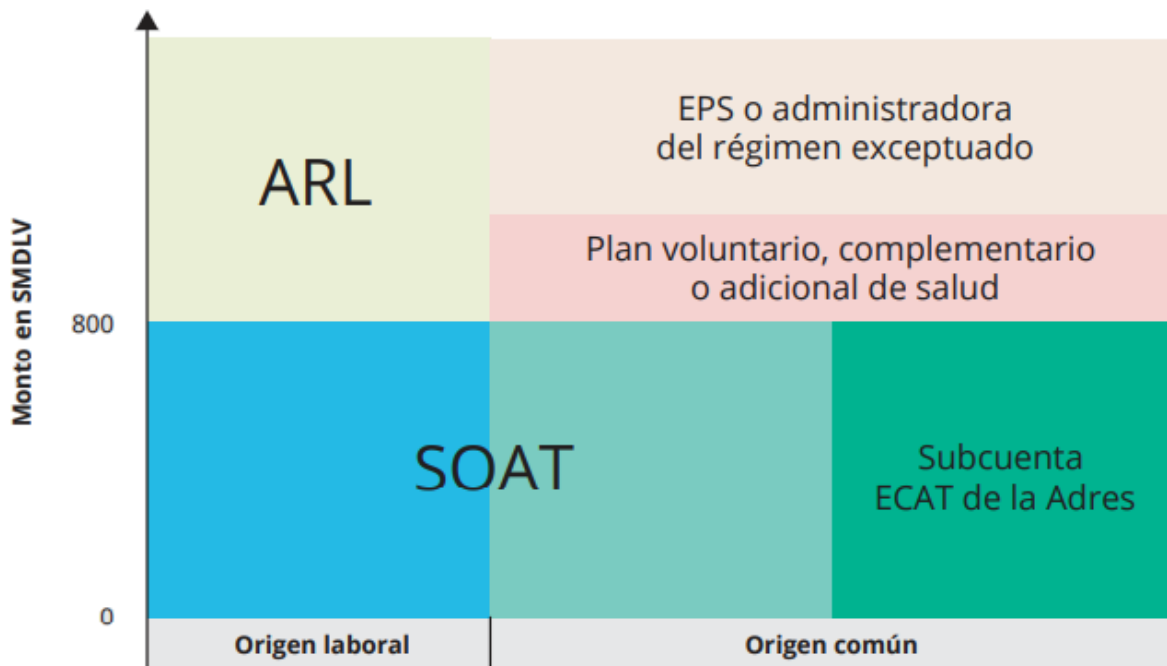 ARL
EPS o administradora
del régimen exceptuado
Plan voluntario, complementario
o adicional de salud
Monto en SMDLV
800
SOAT
Subcuenta
ECAT de la Adres
0
Origen laboral
Origen común